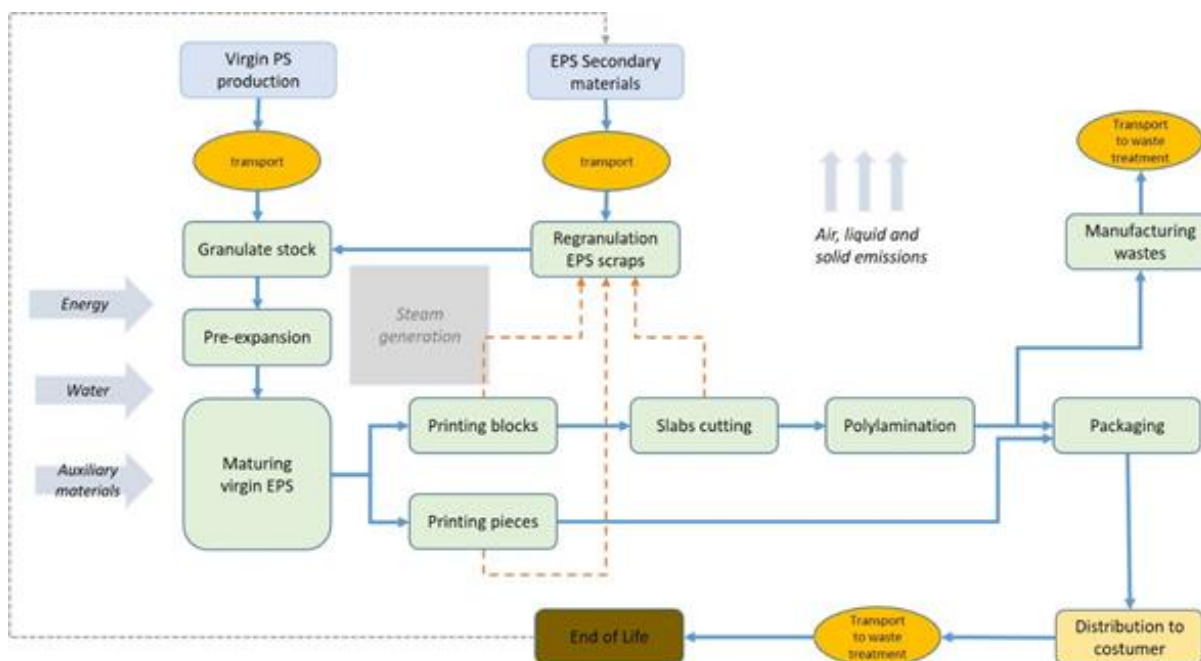 Virgin PS
production
EPS Secondary
materials
Transport
to waste
treatment
transport
transport
Granulate stock
Regranulation
EPS scraps
Air, liquid and
solid emissions
Manufacturing
wastes
Energy
Steam
generation
Pre-expansion
Water
Printing blocks
Slabs cutting
Polylamination
Packaging
Auxiliary
materials
Maturing
virgin EPS
Printing pieces
End of Life
Transport
to waste
treatment
Distribution to
costumer